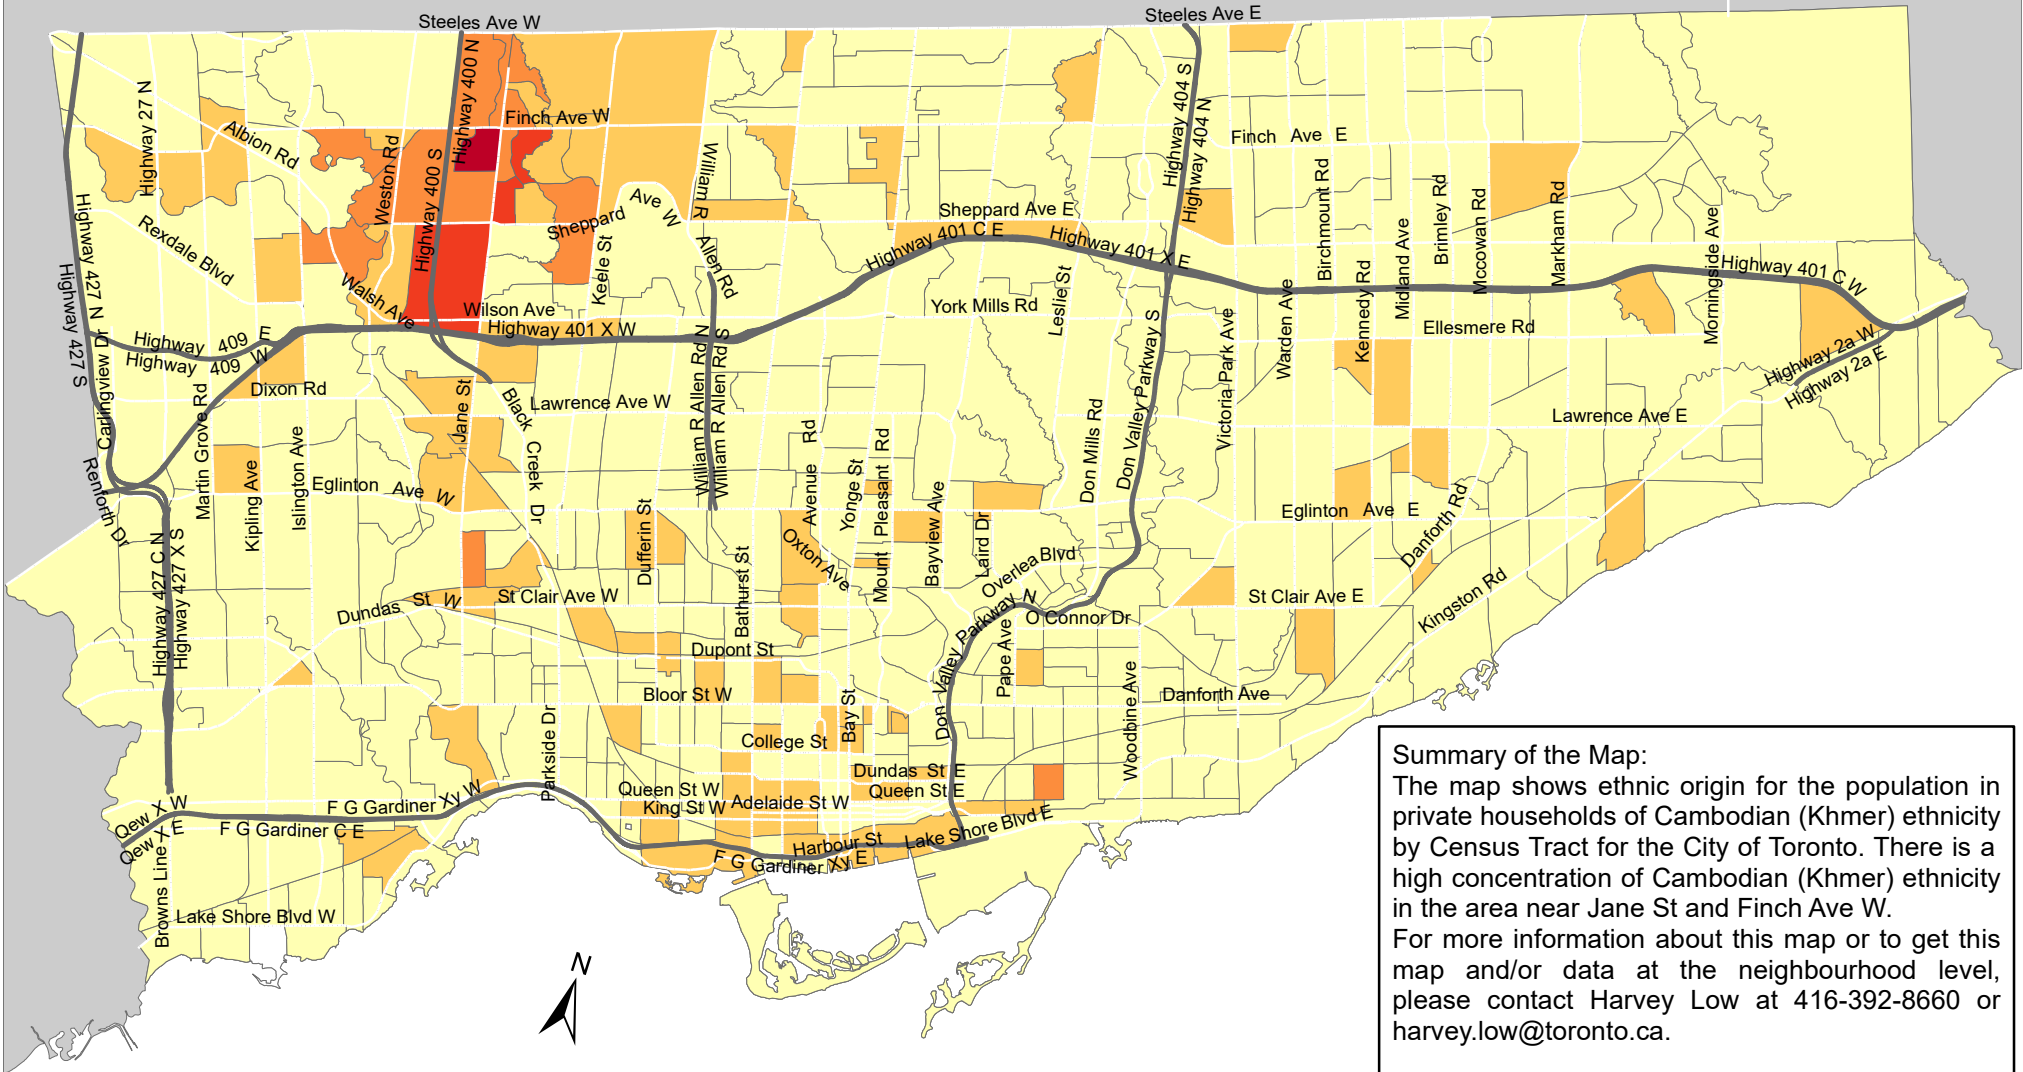 Steeles Ave W
Steeles Ave E
Highway 400 N
Highway 404 S
Highway 404 N
Highway 27 N
Finch Ave W
Finch Ave E
Albion Rd
Weston Rd
Highway 400 S
William R
Allen Rd
Birchmount Rd
Brimley Rd
Mccowan Rd
Markham Rd
Midland Ave
Morningside Ave
Highway 427 N
Highway 427 S
Rexdale Blvd
Sheppard Ave W
Sheppard Ave E
Keele St
Highway 401 C E
Highway 401 X E
Highway 401 C W
Walsh Ave
Wilson Ave
Highway 401 X W
York Mills Rd
Leslie St
Kennedy Rd
Warden Ave
Ellesmere Rd
Highway 409 E
Highway 409 W
Carlingview Dr
Dixon Rd
Martin Grove Rd
Jane St
Black Creek Dr
Lawrence Ave W
William R Allen Rd N
William R Allen Rd S
Don Valley Parkway S
Don Mills Rd
Victoria Park Ave
Highway 2a W
Highway 2a E
Lawrence Ave E
Renforth Dr
Kipling Ave
Islington Ave
Eglinton Ave W
Avenue Rd
Yonge St
Mount Pleasant Rd
Bayview Ave
Laird Dr
Eglinton Ave E
Danforth Rd
Dufferin St
Bathurst St
Oxton Ave
Overlea Blvd
Highway 427 C N
Highway 427 X S
Dundas St W
St Clair Ave W
St Clair Ave E
Kingston Rd
O Connor Dr
Don Valley Parkway N
Pape Ave
Dupont St
Bloor St W
Bay St
Danforth Ave
Woodbine Ave
Parkside Dr
College St
Dundas St E
Queen St W
Queen St E
King St W
Adelaide St W
Qew X W
Qew X E
F G Gardiner Xy W
F G Gardiner C E
Harbour St
Lake Shore Blvd E
F G Gardiner Xy E
Browns Line
Lake Shore Blvd W
N
Summary of the Map:
The map shows ethnic origin for the population in
private households of Cambodian (Khmer) ethnicity
by Census Tract for the City of Toronto. There is a
high concentration of Cambodian (Khmer) ethnicity
in the area near Jane St and Finch Ave W.
For more information about this map or to get this
map and/or data at the neighbourhood level,
please contact Harvey Low at 416-392-8660 or
harvey.low@toronto.ca.